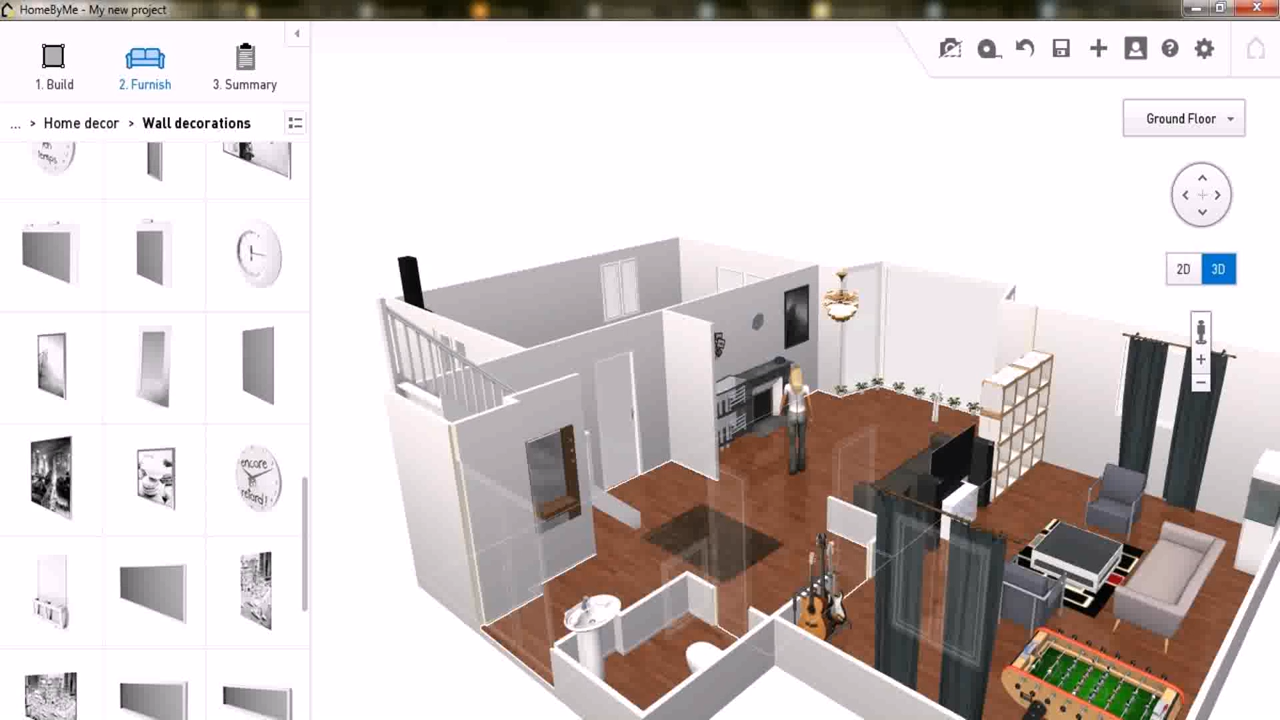 HomeByMe - My new project
1. Build
2. Furnish
3. Summary
... > Home decor > Wall decorations
Ground Floor
2D
3D
temps
encore
retard!